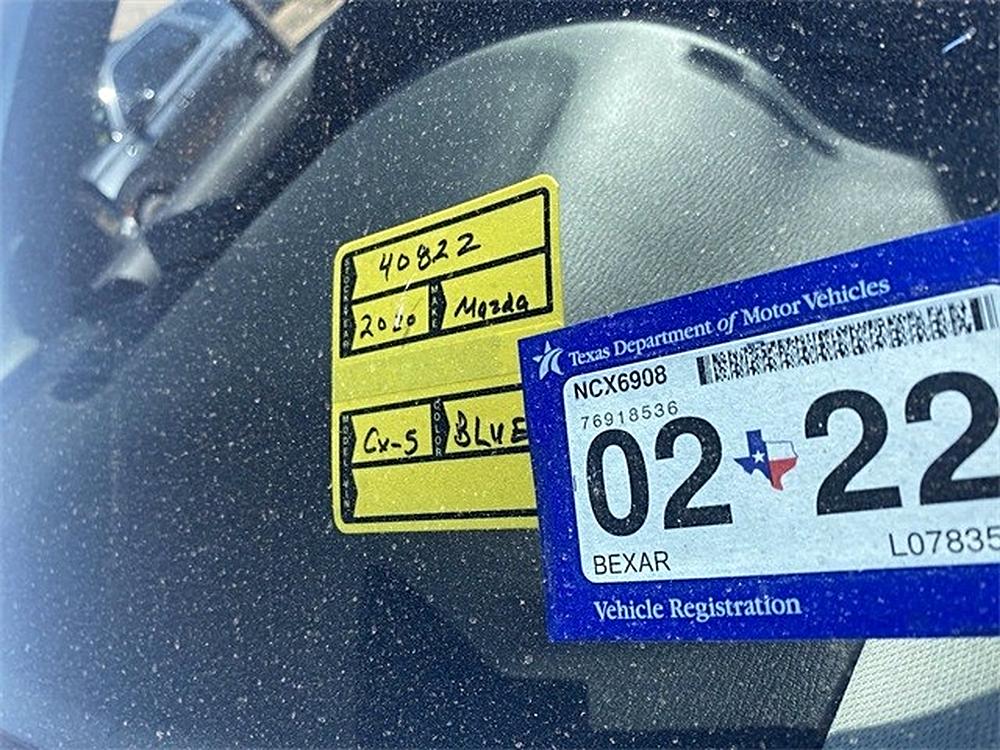 40822
2020 Mazda
Cx-5 BLUE
Texas Department of Motor Vehicles
NCX6908
76918536
02 22
BEXAR L07835
Vehicle Registration